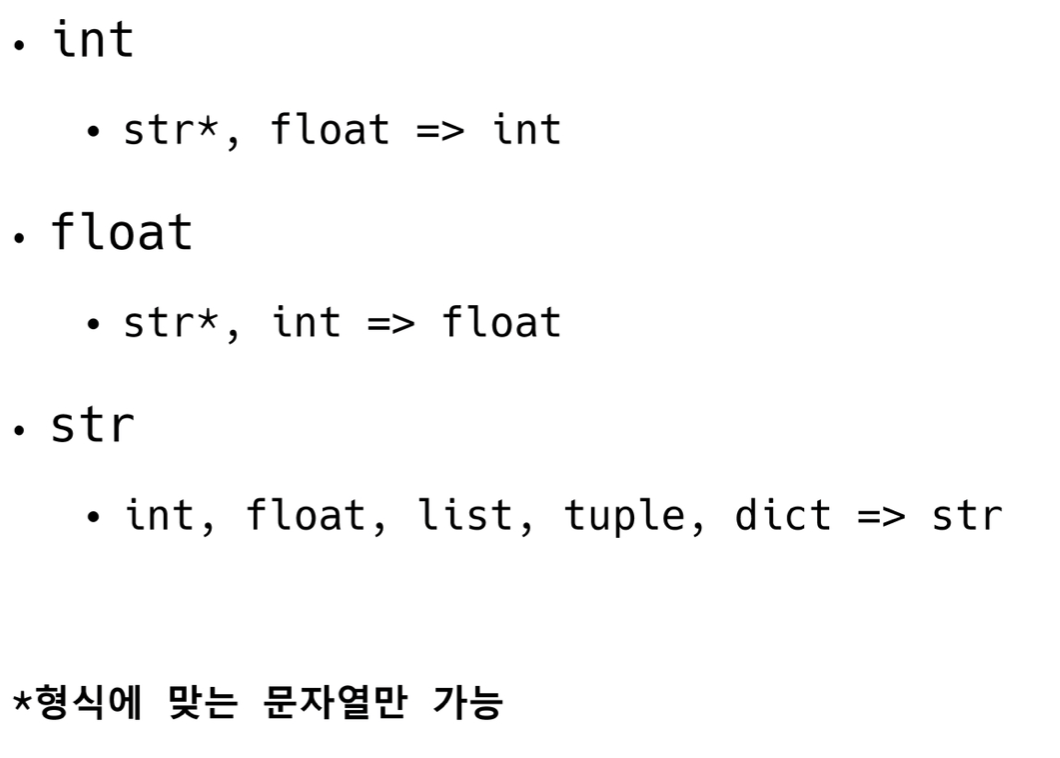 • int
• str*, float => int
• float
• str*, int => float
• str
• int, float, list, tuple, dict => str
*형식에 맞는 문자열만 가능